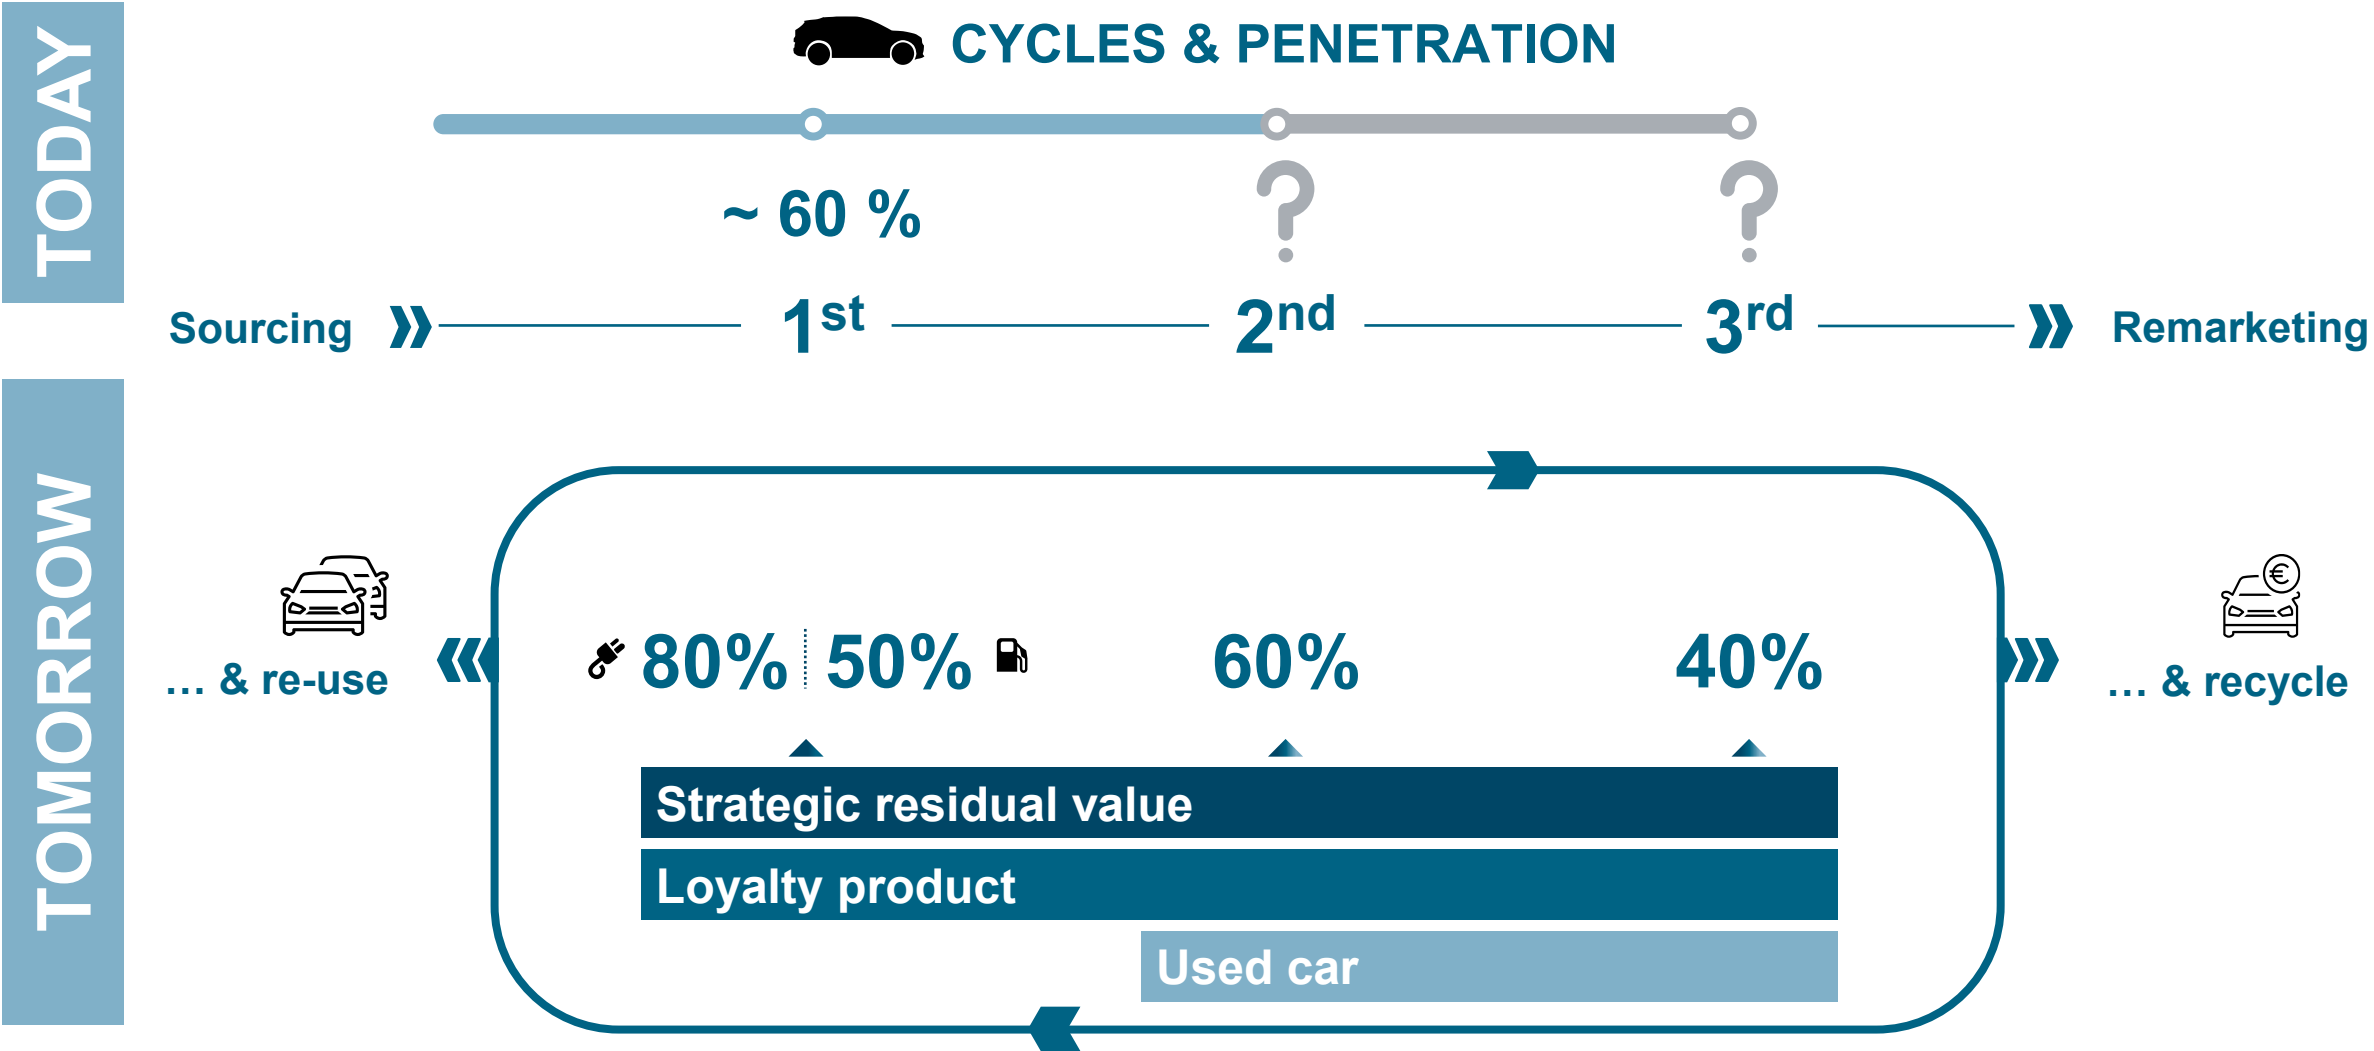 TODAY
CYCLES & PENETRATION
~ 60 %
? ?
Sourcing 1st 2nd 3rd Remarketing
TOMORROW
… & re-use
80% 50% 60% 40%
… & recycle
Strategic residual value
Loyalty product
Used car